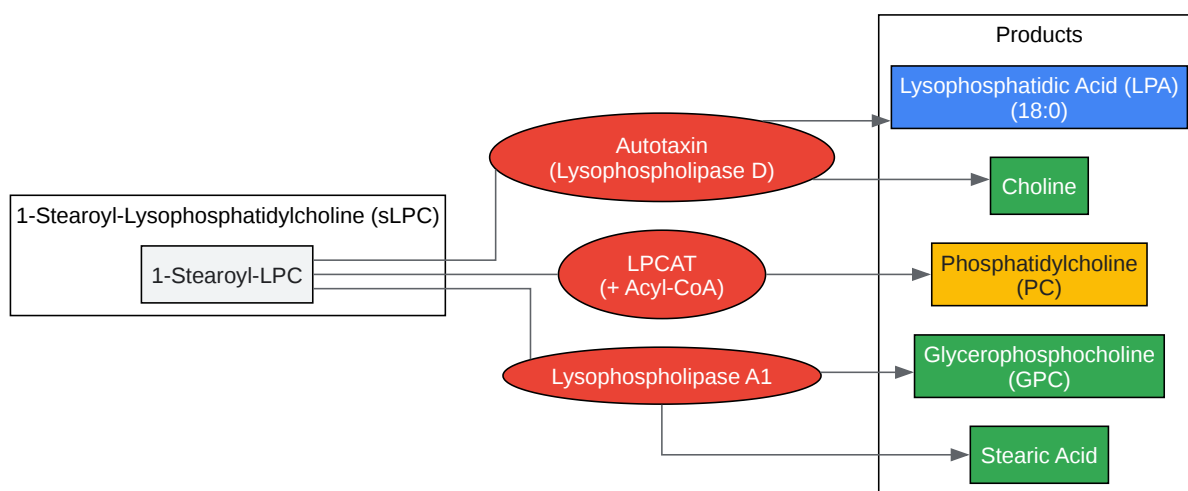 Products
Lysophosphatidic Acid (LPA)
(18:0)
Autotaxin
(Lysophospholipase D)
Choline
1-Stearoyl-Lysophosphatidylcholine (sLPC)
1-Stearoyl-LPC
LPCAT
(+ Acyl-CoA)
Phosphatidylcholine
(PC)
Lysophospholipase A1
Glycerophosphocholine
(GPC)
Stearic Acid